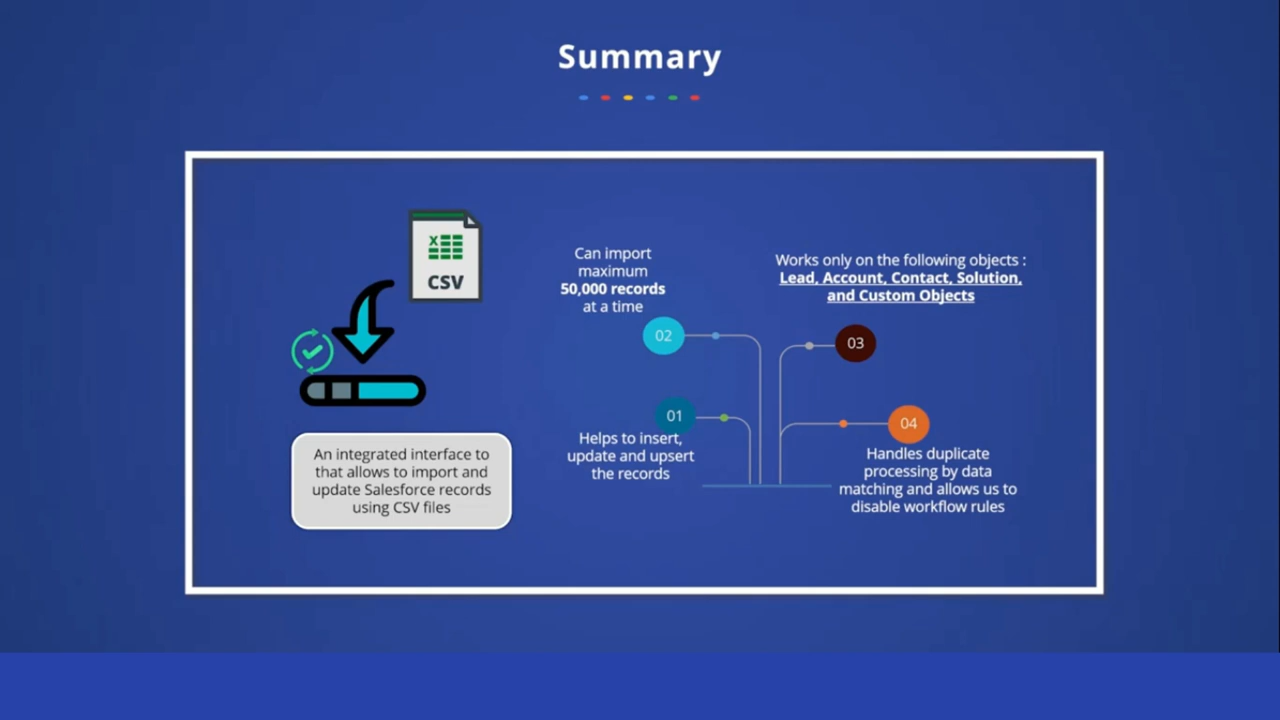 Summary
X
CSV
An integrated interface to
that allows to import and
update Salesforce records
using CSV files
Can import
maximum
50,000 records
at a time
02
01
Helps to insert,
update and upsert
the records
Works only on the following objects :
Lead, Account, Contact, Solution,
and Custom Objects
03
04
Handles duplicate
processing by data
matching and allows us to
disable workflow rules